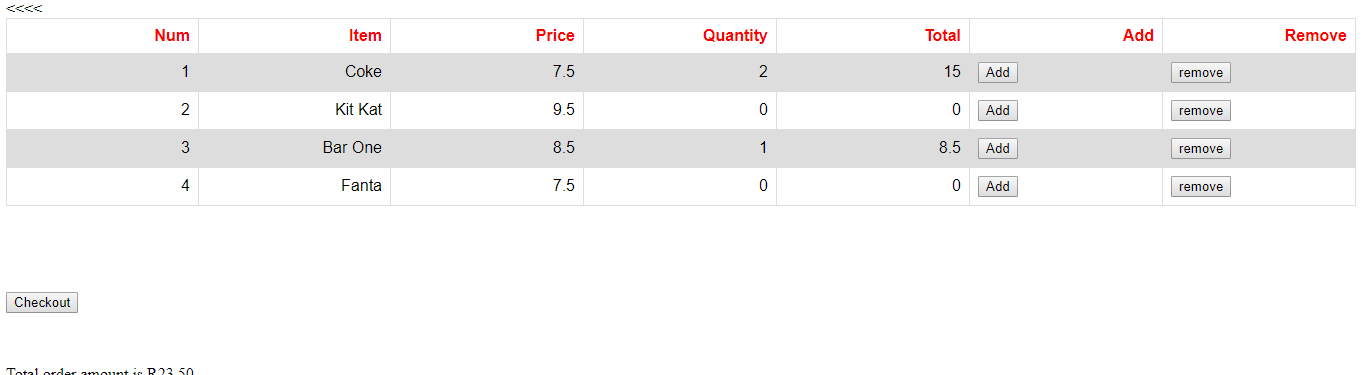 <<<<
Num Item Price Quantity Total Add Remove
1 Coke 7.5 2 15 Add remove
2 Kit Kat 9.5 0 0 Add remove
3 Bar One 8.5 1 8.5 Add remove
4 Fanta 7.5 0 0 Add remove
Checkout
Total order amount is R23.50